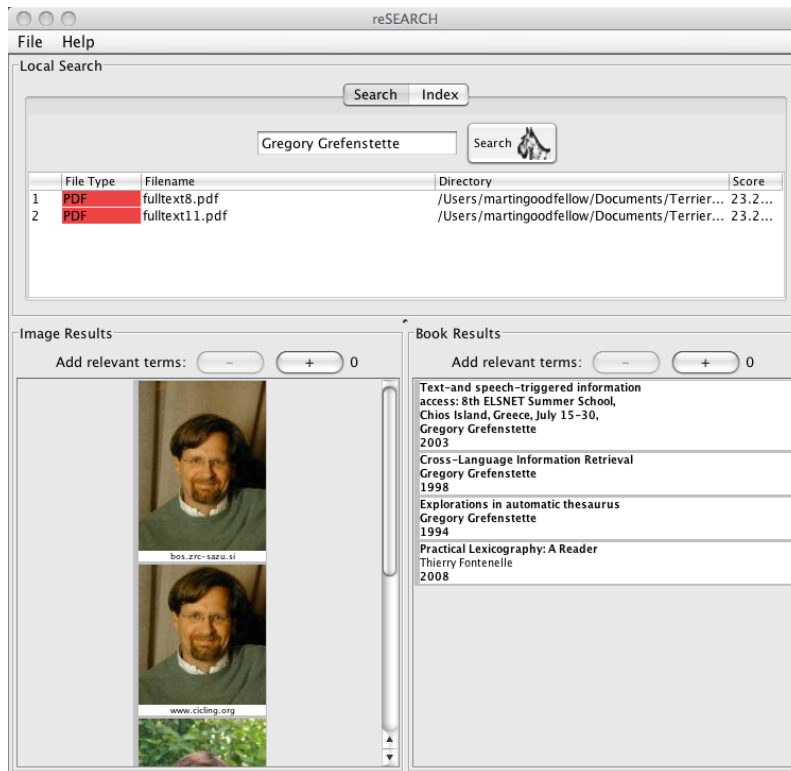 reSEARCH
File Help
Local Search
Search Index
Gregory Grefenstette Search
File Type Filename Directory Score
1 PDF fulltext8.pdf /Users/martingoodfellow/Documents/Terrier... 23.2...
2 PDF fulltext11.pdf /Users/martingoodfellow/Documents/Terrier... 23.2...
Image Results
Add relevant terms: - + 0
bos.zrc-sazu.si
www.cicling.org
Book Results
Add relevant terms: - + 0
Text-and speech-triggered information
access: 8th ELSNET Summer School,
Chios Island, Greece, July 15-30,
Gregory Grefenstette
2003
Cross-Language Information Retrieval
Gregory Grefenstette
1998
Explorations in automatic thesaurus
Gregory Grefenstette
1994
Practical Lexicography: A Reader
Thierry Fontenelle
2008